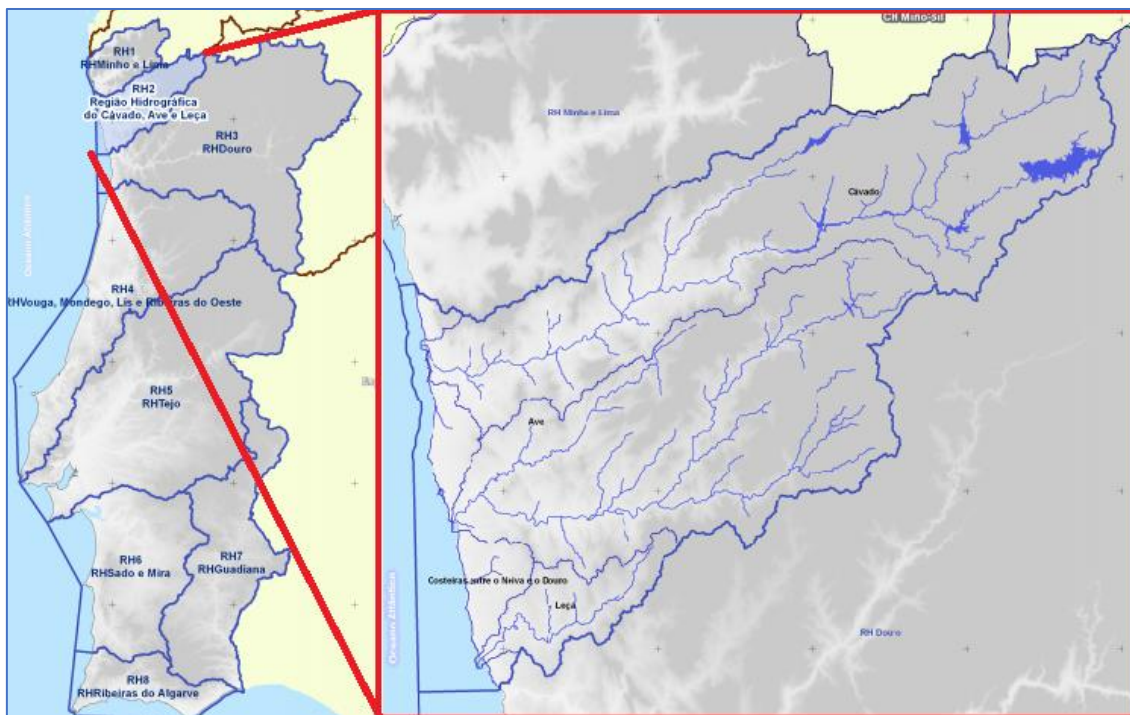 RH1
RHMinho e Lima
RH2
Região Hidrográfica
do Cávado, Ave e Leça
RH3
RHDouro
Oceano Atlântico
RH4
RHVouga, Mondego, Lis e Ribeiras do Oeste
RH5
RHTejo
RH6
RHSado e Mira
RH7
RHGuadiana
RH8
RHRibeiras do Algarve
CH Miño-Sil
RH Minho e Lima
Cávado
Ave
Costeiras entre o Neiva e o Douro
Leça
Oceano Atlântico
RH Douro